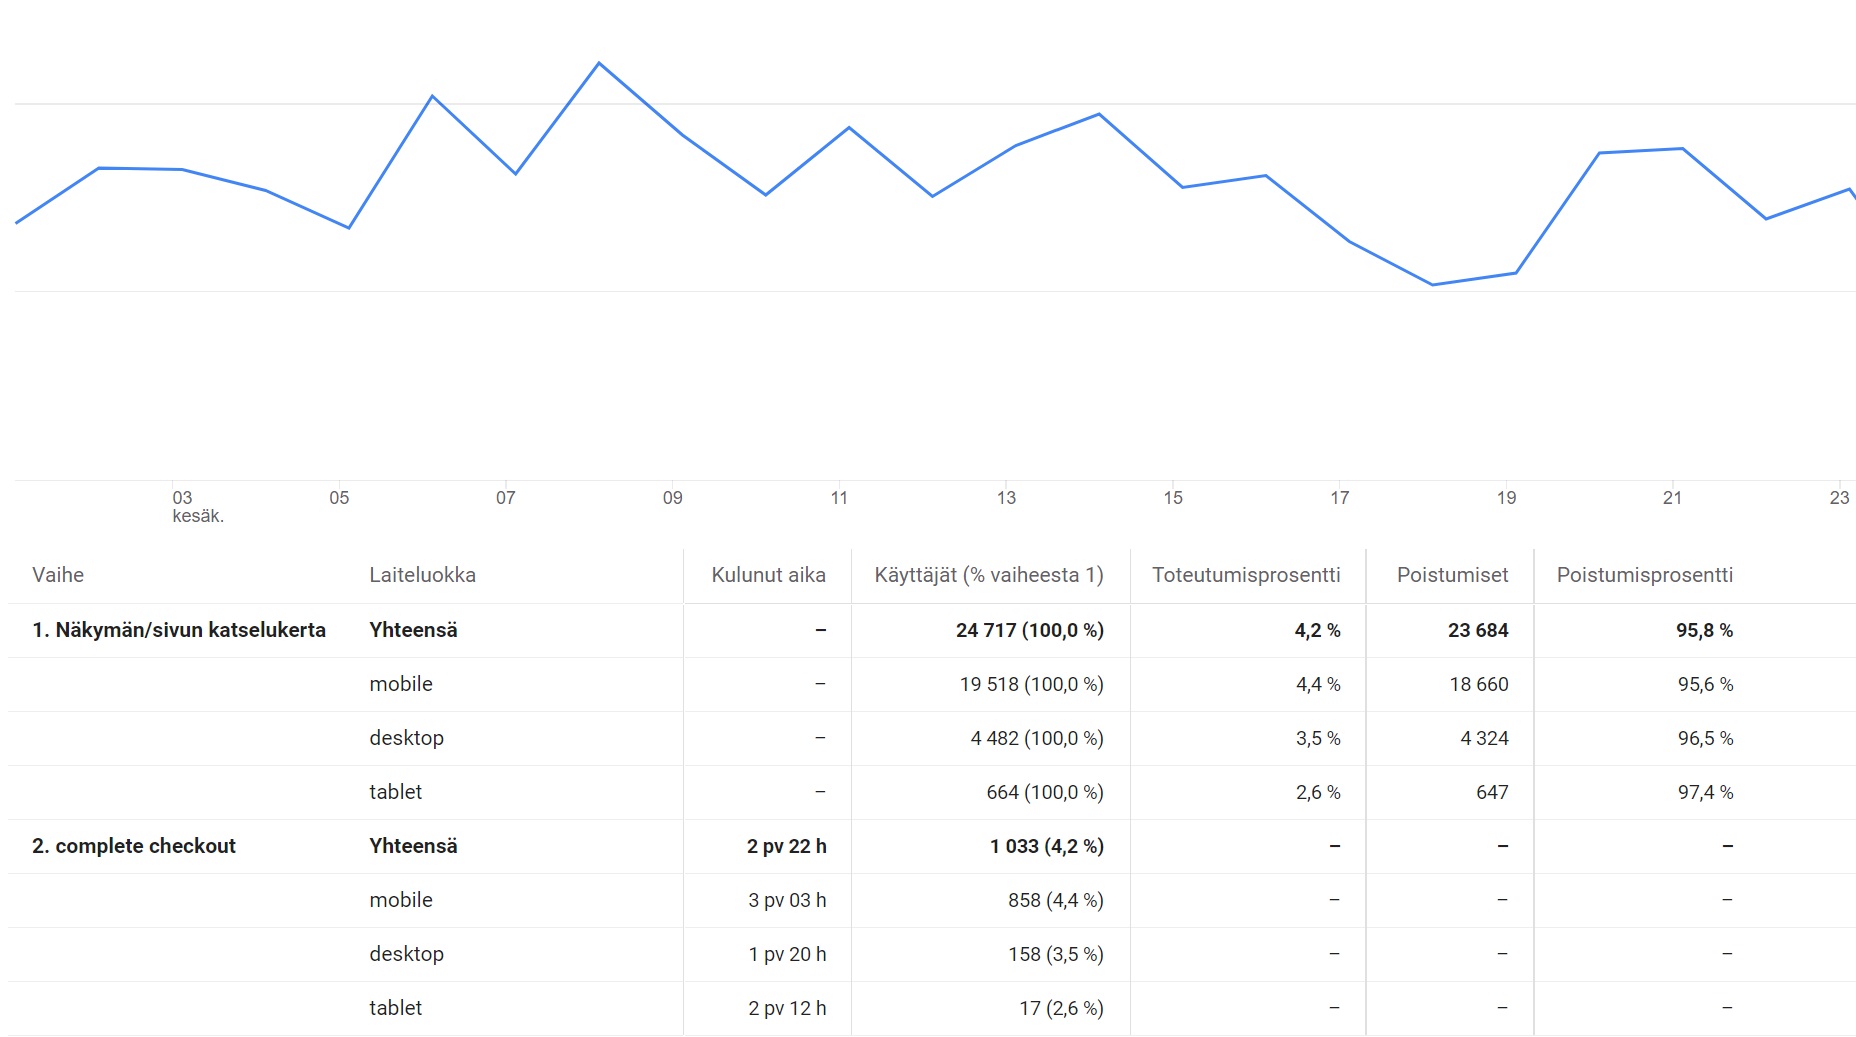 03 05 07 09 11 13 15 17 19 21 23
kesäk.
Vaihe Laiteluokka Kulunut aika Käyttäjät (% vaiheesta 1) Toteutumisprosentti Poistumiset Poistumisprosentti
1. Näkymän/sivun katselukerta Yhteensä – 24 717 (100,0 %) 4,2 % 23 684 95,8 %
mobile – 19 518 (100,0 %) 4,4 % 18 660 95,6 %
desktop – 4 482 (100,0 %) 3,5 % 4 324 96,5 %
tablet – 664 (100,0 %) 2,6 % 647 97,4 %
2. complete checkout Yhteensä 2 pv 22 h 1 033 (4,2 %) – – –
mobile 3 pv 03 h 858 (4,4 %) – – –
desktop 1 pv 20 h 158 (3,5 %) – – –
tablet 2 pv 12 h 17 (2,6 %) – – –